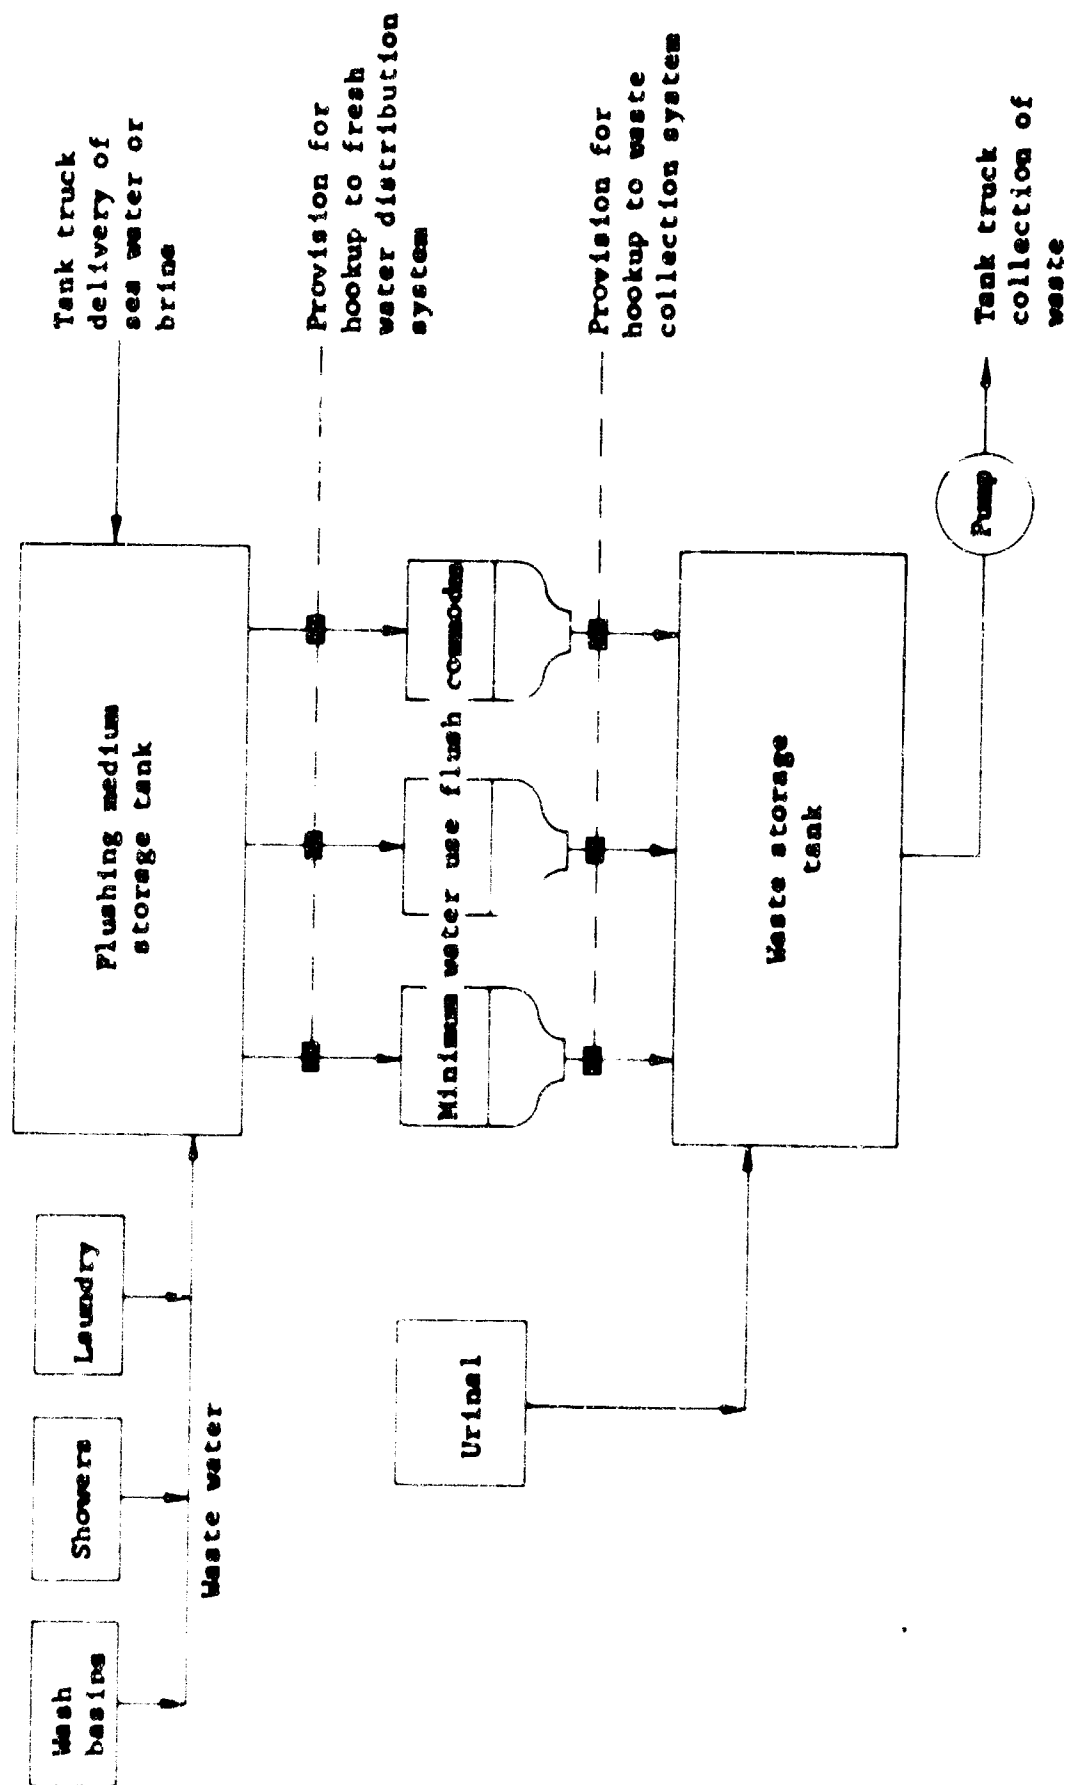 Wash
basins
Showers
Laundry
Waste water
Flushing medium
storage tank
Tank truck
delivery of
sea water or
brine
Provision for
hookup to fresh
water distribution
system
Minimum water use flush commodes
Provision for
hookup to waste
collection system
Urinal
Waste storage
tank
Pump
Tank truck
collection of
waste